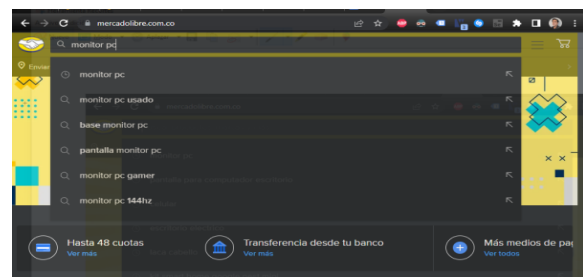 mercadolibre.com.co
monitor pc
Enviar
monitor pc
monitor pc usado
base monitor pc
pantalla monitor pc
monitor pc gamer
monitor pc 144hz
Hasta 48 cuotas
Ver más
Transferencia desde tu banco
Ver más
Más medios de pag
Ver todos